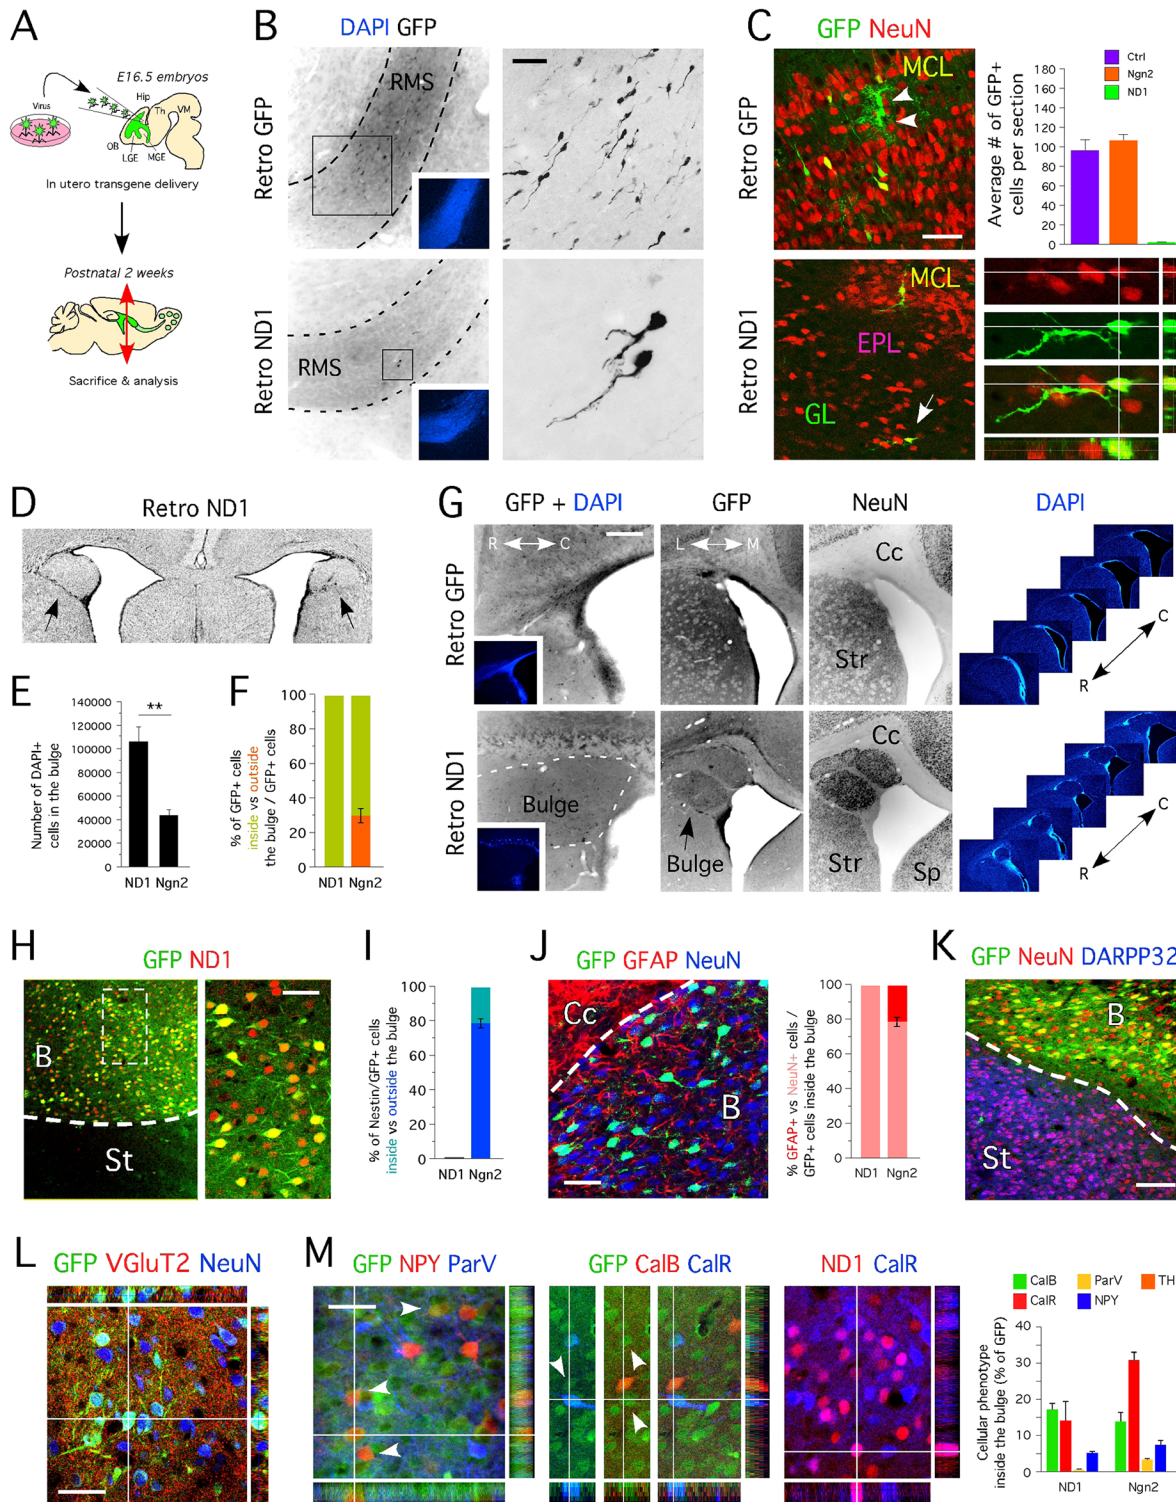 A
E16.5 embryos
Virus
Hip
Th
VM
OB
LGE
MGE
In utero transgene delivery
Postnatal 2 weeks
Sacrifice & analysis
B
DAPI GFP
Retro GFP
RMS
Retro ND1
RMS
C
GFP NeuN
Retro GFP
MCL
Retro ND1
MCL
EPL
GL
Ctrl
Ngn2
ND1
Average # of GFP+
cells per section
180
160
140
120
100
80
60
40
20
0
D
Retro ND1
E
Number of DAPI+
cells in the bulge
140000
120000
100000
80000
60000
40000
20000
0
**
ND1 Ngn2
F
% of GFP+ cells
inside vs outside
the bulge / GFP+ cells
100
80
60
40
20
0
ND1 Ngn2
G
GFP + DAPI
GFP
NeuN
DAPI
Retro GFP
R
C
L
M
Cc
Str
C
R
Retro ND1
Bulge
Bulge
Cc
Str
Sp
C
R
H
GFP ND1
B
St
I
% of Nestin/GFP+ cells
inside vs outside the bulge
100
80
60
40
20
0
ND1 Ngn2
J
GFP GFAP NeuN
Cc
B
% GFAP+ vs NeuN+ cells /
GFP+ cells inside the bulge
100
80
60
40
20
0
ND1 Ngn2
K
GFP NeuN DARPP32
B
St
L
GFP VGluT2 NeuN
M
GFP NPY ParV
GFP CalB CalR
ND1 CalR
CalB
ParV
TH
CalR
NPY
Cellular phenotype
inside the bulge (% of GFP)
40
30
20
10
0
ND1
Ngn2